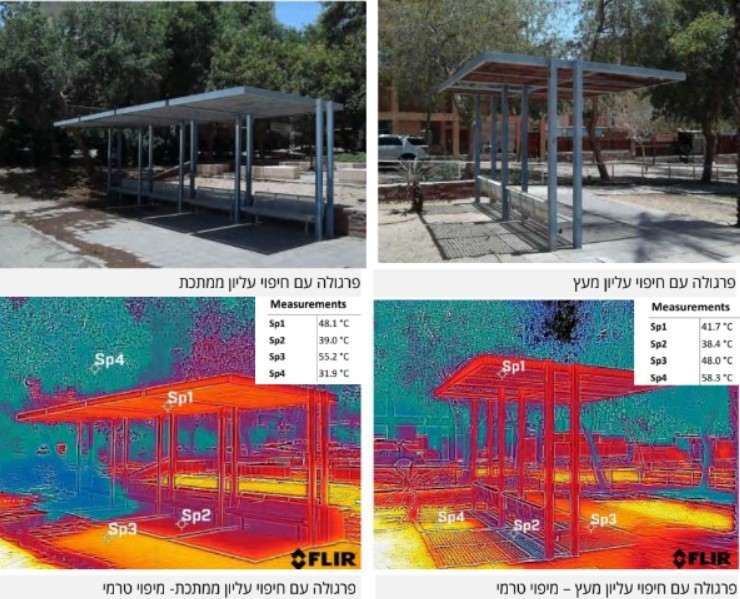 פרגולה עם חיפוי עליון מעץ
פרגולה עם חיפוי עליון ממתכת
Measurements
Sp1 41.7 °C
Sp2 38.4 °C
Sp3 48.0 °C
Sp4 58.3 °C
Sp1
Sp4
Sp2
Sp3
FLIR
פרגולה עם חיפוי עליון מעץ – מיפוי טרמי
Measurements
Sp1 48.1 °C
Sp2 39.0 °C
Sp3 55.2 °C
Sp4 31.9 °C
Sp4
Sp1
Sp2
Sp3
FLIR
פרגולה עם חיפוי עליון ממתכת- מיפוי טרמי